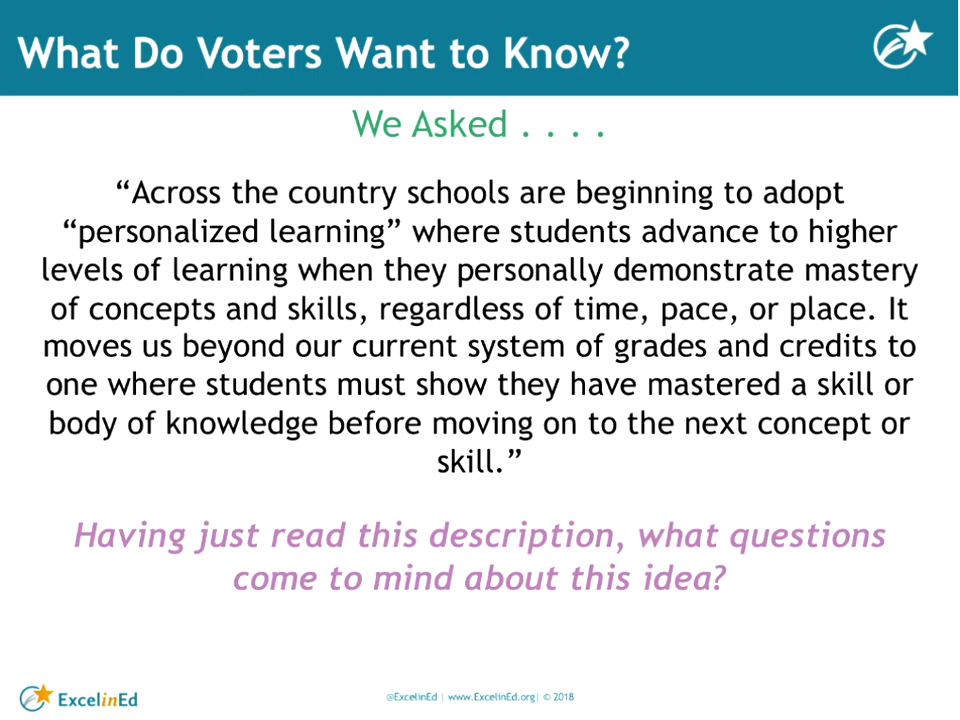 What Do Voters Want to Know?
We Asked . . . .
“Across the country schools are beginning to adopt
“personalized learning” where students advance to higher
levels of learning when they personally demonstrate mastery
of concepts and skills, regardless of time, pace, or place. It
moves us beyond our current system of grades and credits to
one where students must show they have mastered a skill or
body of knowledge before moving on to the next concept or
skill.”
Having just read this description, what questions
come to mind about this idea?
ExcelinEd
@ExcelinEd | www.ExcelinEd.org| © 2018